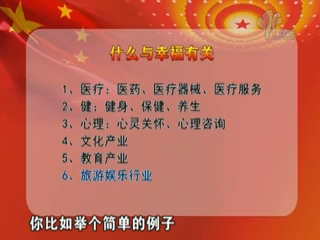 什么与幸福有关
1、医疗：医药、医疗器械、医疗服务
2、健：健身、保健、养生
3、心理：心灵关怀、心理咨询
4、文化产业
5、教育产业
6、旅游娱乐行业
你比如举个简单的例子